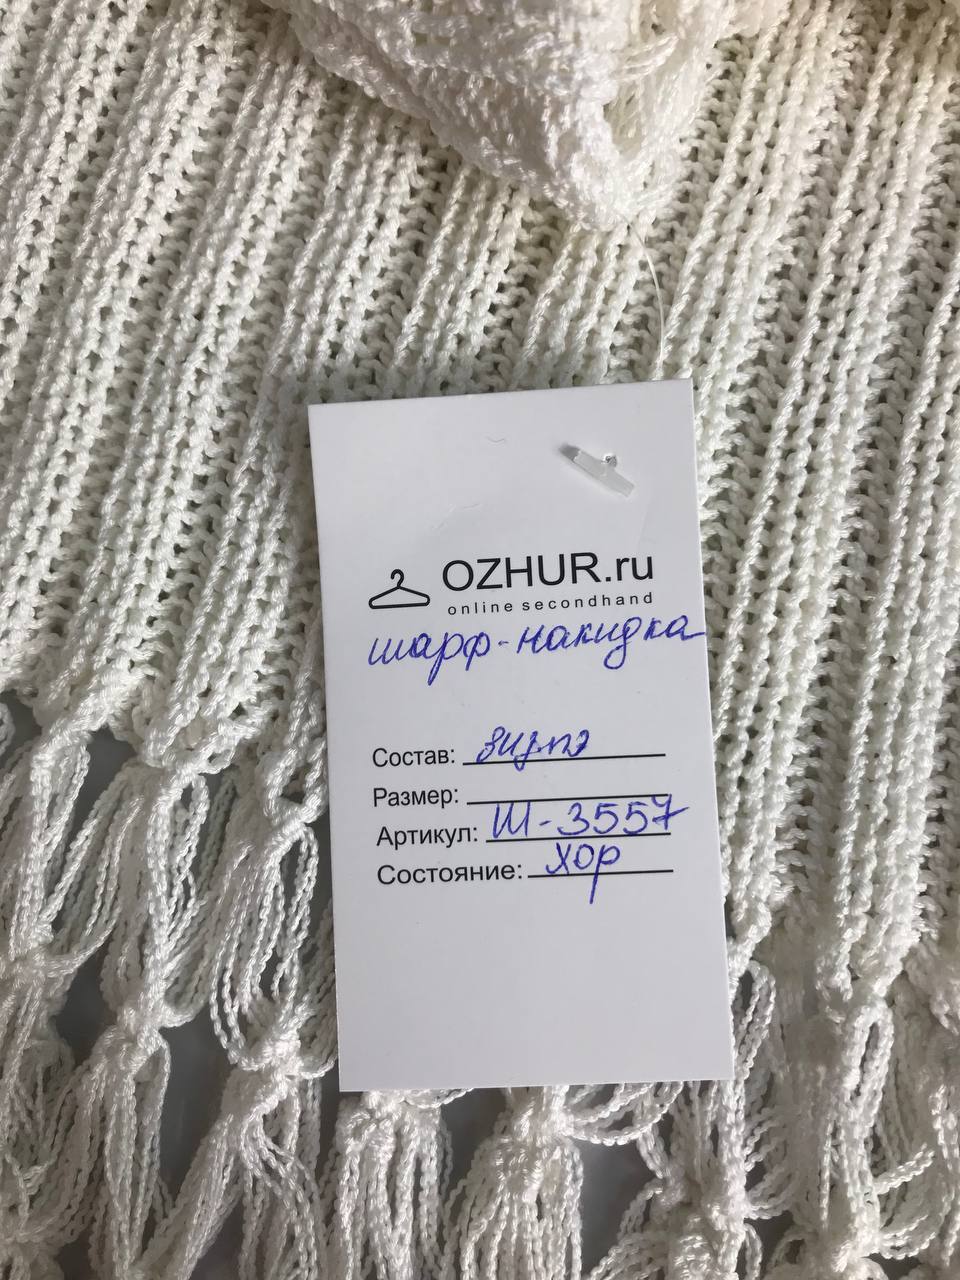 OZHUR.ru
online secondhand
шарф-накидка
Состав:
Размер:
Артикул: Ш-3557
Состояние: хор